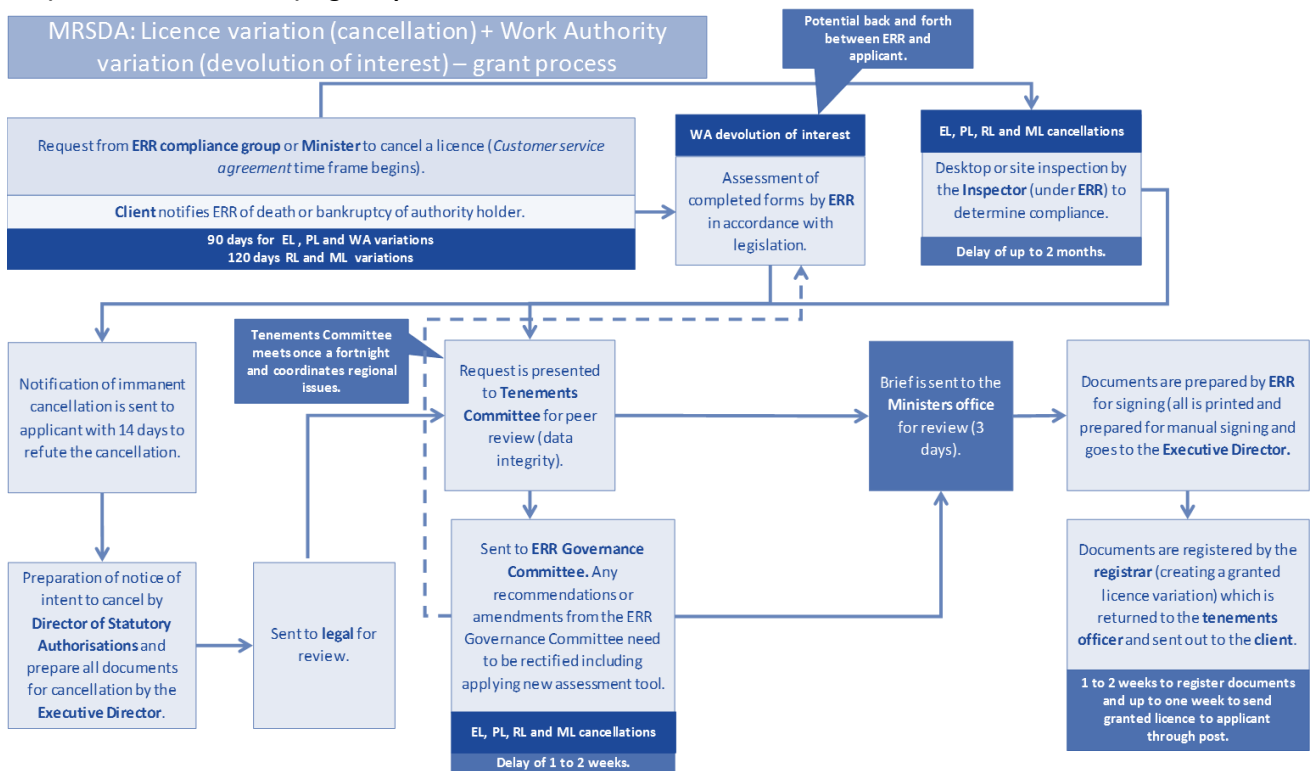 MRSDA: Licence variation (cancellation) + Work Authority
variation (devolution of interest) – grant process
Potential back and forth
between ERR and
applicant.
Request from ERR compliance group or Minister to cancel a licence (Customer service
agreement time frame begins).
Client notifies ERR of death or bankruptcy of authority holder.
90 days for EL , PL and WA variations
120 days RL and ML variations
WA devolution of interest
Assessment of
completed forms by ERR
in accordance with
legislation.
EL, PL, RL and ML cancellations
Desktop or site inspection by
the Inspector (under ERR) to
determine compliance.
Delay of up to 2 months.
Notification of immanent
cancellation is sent to
applicant with 14 days to
refute the cancellation.
Tenements Committee
meets once a fortnight
and coordinates regional
issues.
Request is presented
to Tenements
Committee for peer
review (data
integrity).
Brief is sent to the
Ministers office
for review (3
days).
Documents are prepared by ERR
for signing (all is printed and
prepared for manual signing and
goes to the Executive Director.
Preparation of notice of
intent to cancel by
Director of Statutory
Authorisations and
prepare all documents
for cancellation by the
Executive Director.
Sent to legal for
review.
Sent to ERR Governance
Committee. Any
recommendations or
amendments from the ERR
Governance Committee need
to be rectified including
applying new assessment tool.
EL, PL, RL and ML cancellations
Delay of 1 to 2 weeks.
Documents are registered by the
registrar (creating a granted
licence variation) which is
returned to the tenements
officer and sent out to the client.
1 to 2 weeks to register documents
and up to one week to send
granted licence to applicant
through post.